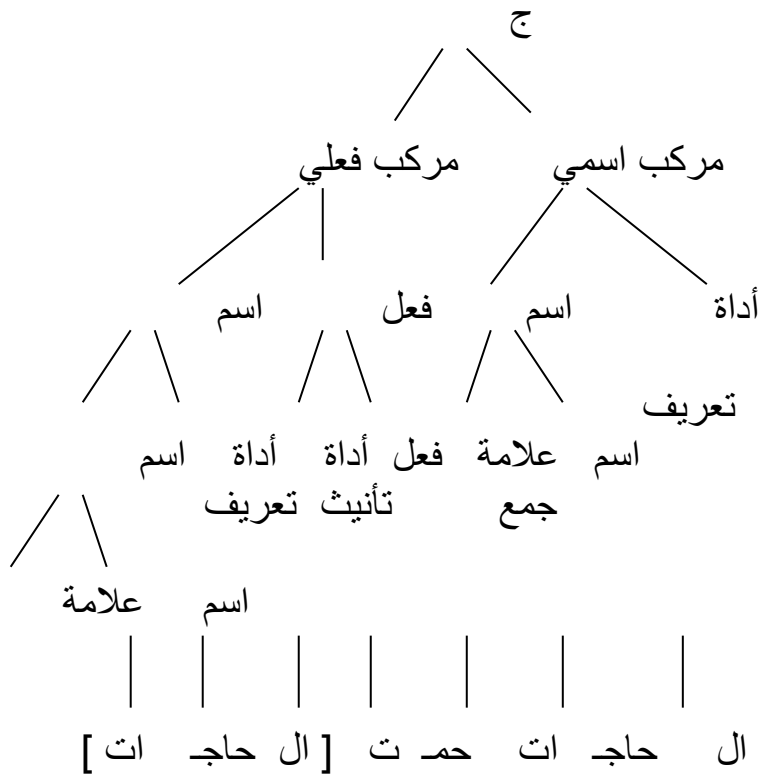 ج
مركب اسمي مركب فعلي
أداة اسم فعل اسم
تعريف
اسم علامة فعل أداة أداة اسم
جمع تأنيث تعريف
اسم علامة
ال حاجـ ات حمـ ت [ ال حاجـ ات ]